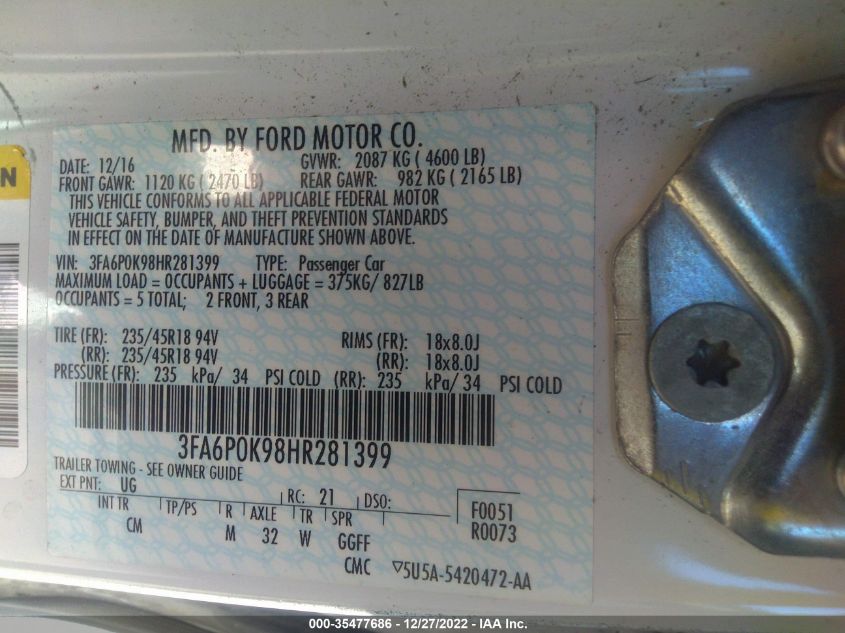 MFD. BY FORD MOTOR CO.
DATE: 12/16 GVWR: 2087 KG ( 4600 LB)
FRONT GAWR: 1120 KG ( 2470 LB) REAR GAWR: 982 KG ( 2165 LB)
THIS VEHICLE CONFORMS TO ALL APPLICABLE FEDERAL MOTOR
VEHICLE SAFETY, BUMPER, AND THEFT PREVENTION STANDARDS
IN EFFECT ON THE DATE OF MANUFACTURE SHOWN ABOVE.
VIN: 3FA6P0K98HR281399 TYPE: Passenger Car
MAXIMUM LOAD = OCCUPANTS + LUGGAGE = 375KG/ 827LB
OCCUPANTS = 5 TOTAL; 2 FRONT, 3 REAR
TIRE (FR): 235/45R18 94V RIMS (FR): 18x8.0J
(RR): 235/45R18 94V (RR): 18x8.0J
PRESSURE (FR): 235 kPa/ 34 PSI COLD (RR): 235 kPa/ 34 PSI COLD
3FA6P0K98HR281399
TRAILER TOWING - SEE OWNER GUIDE
EXT PNT: UG RC: 21 DSO: F0051
INT TR TP/PS R AXLE TR SPR R0073
CM M 32 W GGFF
CMC ▽5U5A-5420472-AA
000-35477686 - 12/27/2022 - IAA Inc.